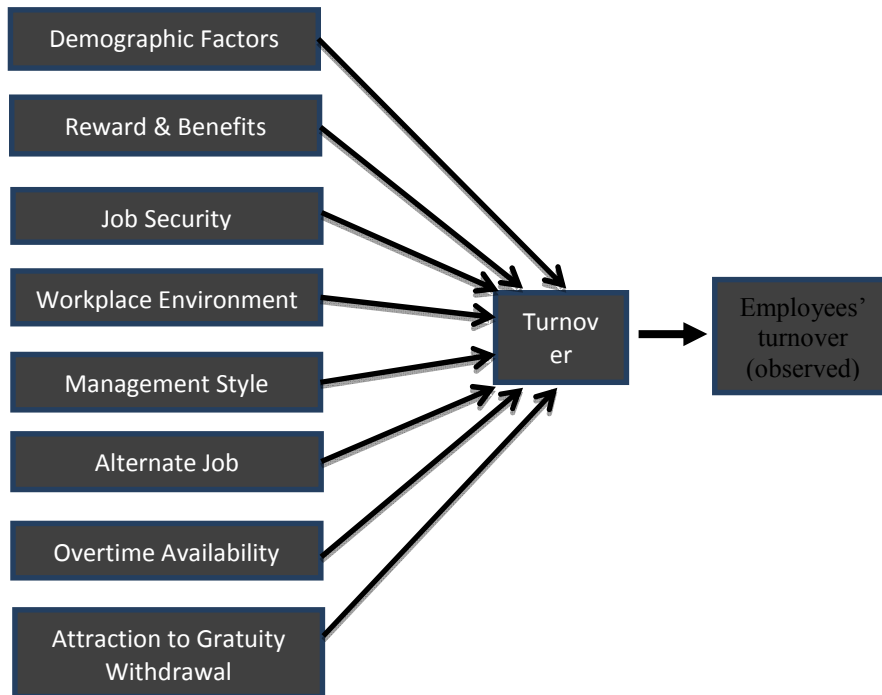 Demographic Factors
Reward & Benefits
Job Security
Workplace Environment
Management Style
Alternate Job
Overtime Availability
Attraction to Gratuity
Withdrawal
Turnov
er
Employees’
turnover
(observed)